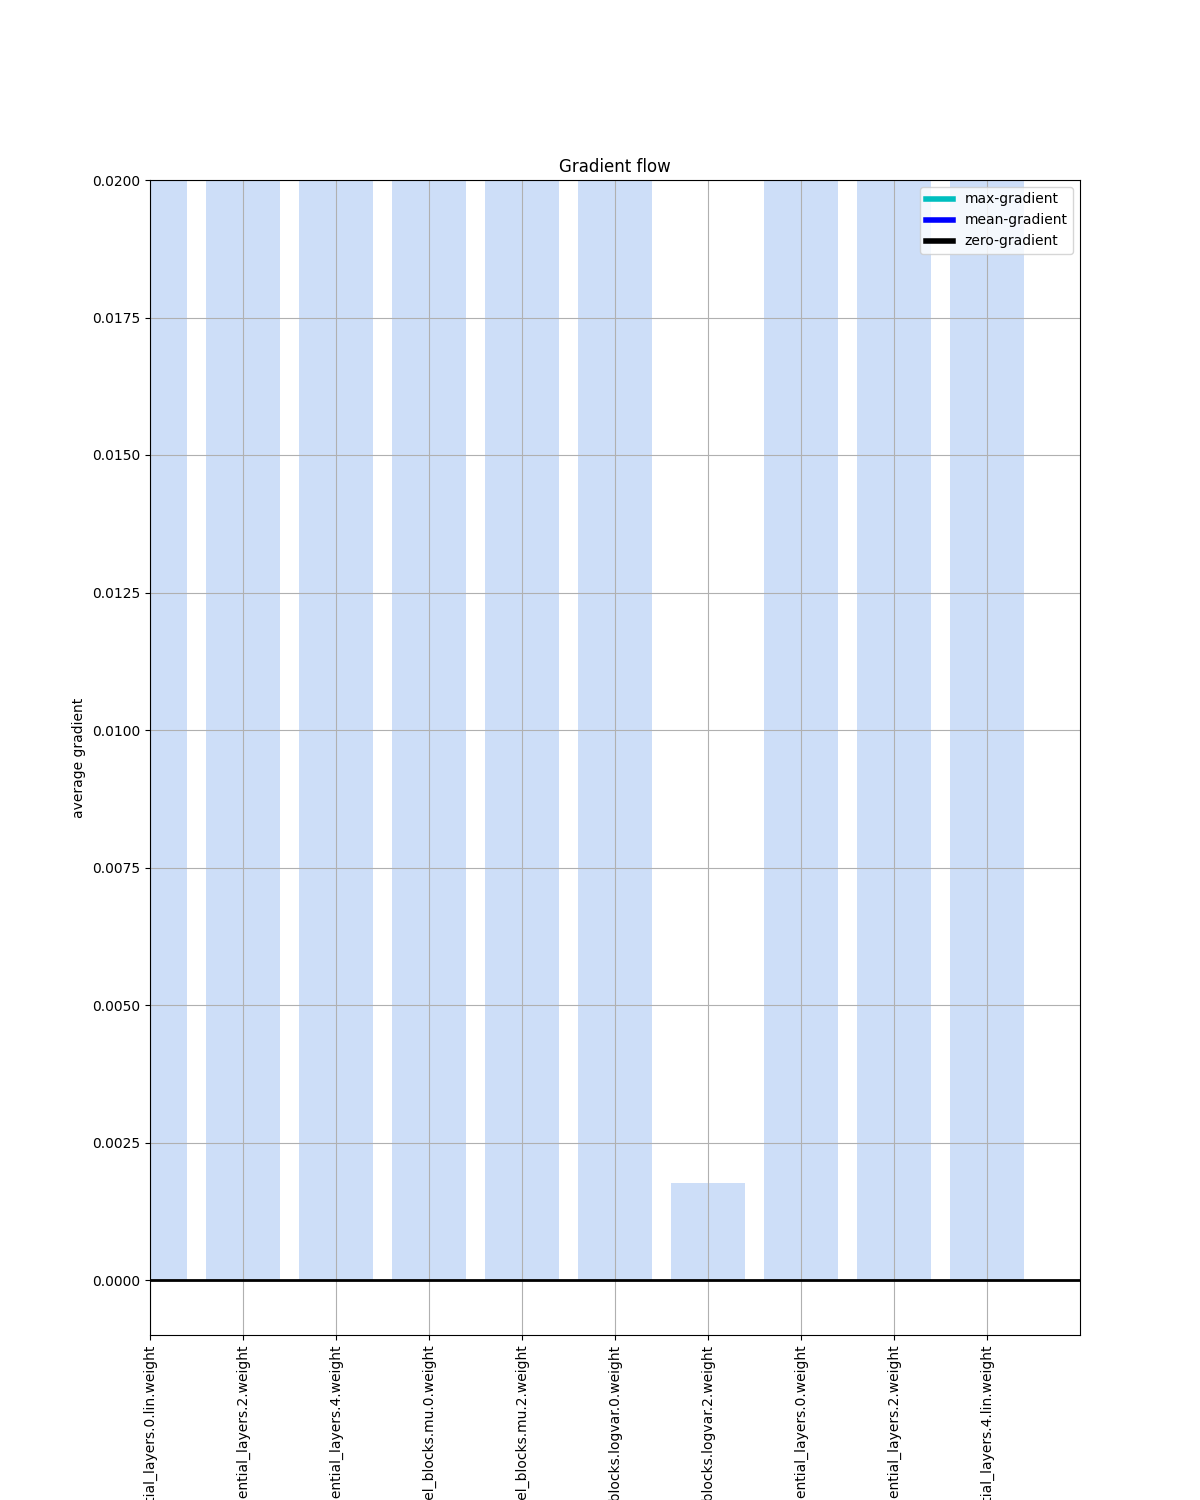 Gradient flow
max-gradient
mean-gradient
zero-gradient
0.0200
0.0175
0.0150
0.0125
0.0100
0.0075
0.0050
0.0025
0.0000
average gradient
tial_layers.0.lin.weight
ential_layers.2.weight
ential_layers.4.weight
el_blocks.mu.0.weight
el_blocks.mu.2.weight
blocks.logvar.0.weight
blocks.logvar.2.weight
ential_layers.0.weight
ential_layers.2.weight
tial_layers.4.lin.weight